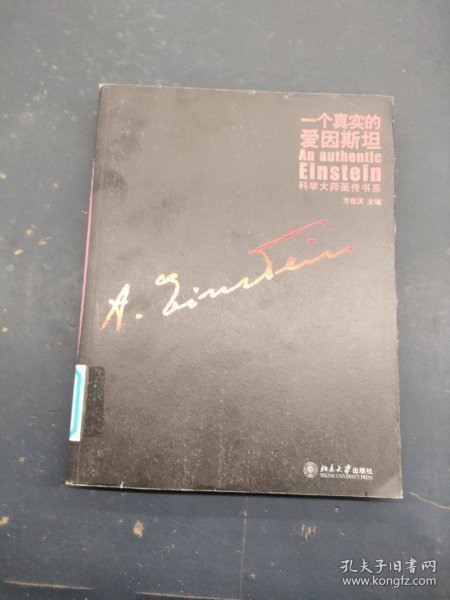 一个真实的
爱因斯坦
An authentic
Einstein
科学大师画传书系
方在庆 主编
A. Einstein.
北京大学出版社
PEKING UNIVERSITY PRESS
孔夫子旧书网
www.kongfz.com